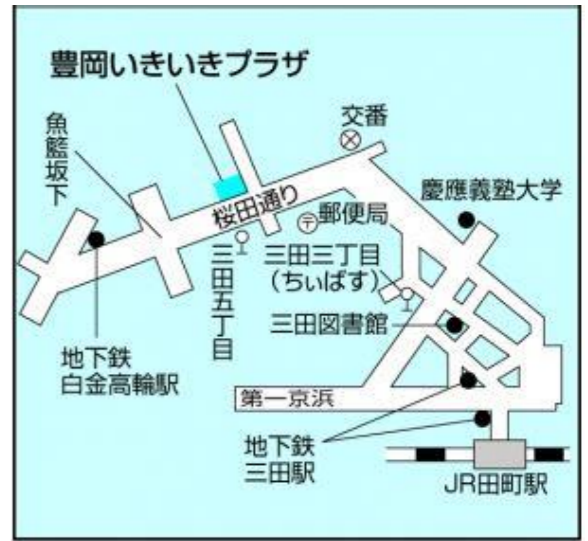 豊岡いきいきプラザ
魚籃坂下
交番
慶應義塾大学
桜田通り
〒郵便局
三田五丁目
三田三丁目
(ちぃばす)
三田図書館
地下鉄
白金高輪駅
第一京浜
地下鉄
三田駅
JR田町駅